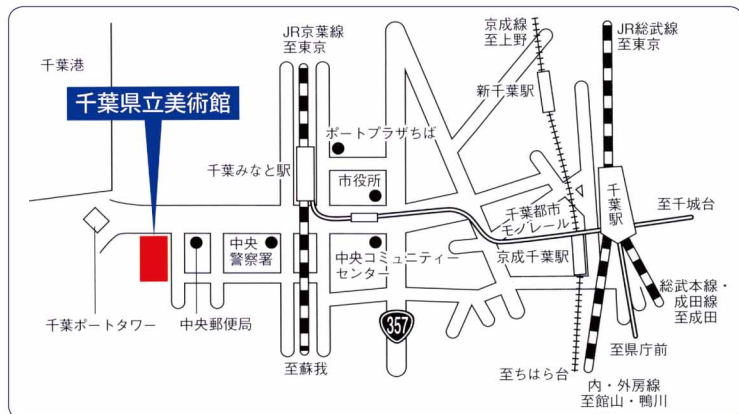 JR京葉線
至東京
京成線
至上野
JR総武線
至東京
千葉港
新千葉駅
千葉県立美術館
ポートプラザちば
千葉みなと駅
市役所
千葉駅
千葉都市
モノレール
至千城台
中央
警察署
中央コミュニティー
センター
京成千葉駅
総武本線・
成田線
至成田
千葉ポートタワー
中央郵便局
357
至県庁前
至蘇我
至ちはら台
内・外房線
至館山・鴨川